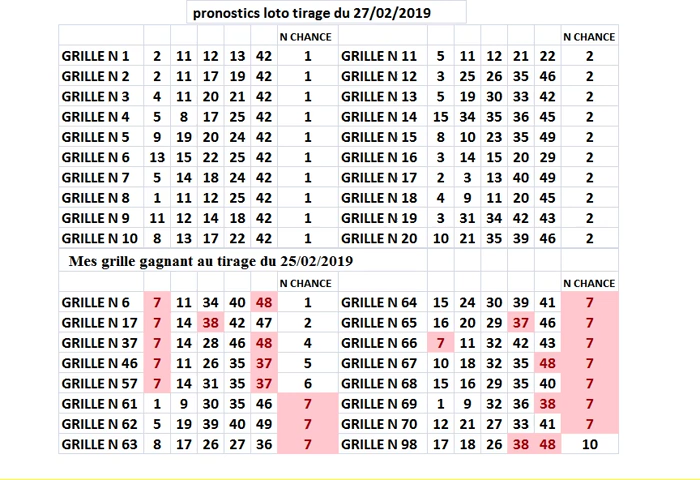 pronostics loto tirage du 27/02/2019
N CHANCE N CHANCE
GRILLE N 1 2 11 12 13 42 1 GRILLE N 11 5 11 12 21 22 2
GRILLE N 2 2 11 17 19 42 1 GRILLE N 12 3 25 26 35 46 2
GRILLE N 3 4 11 20 21 42 1 GRILLE N 13 5 19 30 33 42 2
GRILLE N 4 5 8 17 25 42 1 GRILLE N 14 15 34 35 36 45 2
GRILLE N 5 9 19 20 24 42 1 GRILLE N 15 8 10 23 35 49 2
GRILLE N 6 13 15 22 25 42 1 GRILLE N 16 3 14 15 20 29 2
GRILLE N 7 5 14 18 24 42 1 GRILLE N 17 2 3 13 40 49 2
GRILLE N 8 1 11 12 25 42 1 GRILLE N 18 4 9 11 20 45 2
GRILLE N 9 11 12 14 18 42 1 GRILLE N 19 3 31 34 42 43 2
GRILLE N 10 8 13 17 22 42 1 GRILLE N 20 10 21 35 39 46 2
Mes grille gagnant au tirage du 25/02/2019
N CHANCE N CHANCE
GRILLE N 6 7 11 34 40 48 1 GRILLE N 64 15 24 30 39 41 7
GRILLE N 17 7 14 38 42 47 2 GRILLE N 65 16 20 29 37 46 7
GRILLE N 37 7 14 28 46 48 4 GRILLE N 66 7 11 32 42 43 7
GRILLE N 46 7 11 26 35 37 5 GRILLE N 67 10 18 32 35 48 7
GRILLE N 57 7 14 31 35 37 6 GRILLE N 68 15 16 29 35 40 7
GRILLE N 61 1 9 30 35 46 7 GRILLE N 69 1 9 32 36 38 7
GRILLE N 62 5 19 39 40 49 7 GRILLE N 70 12 21 27 33 41 7
GRILLE N 63 8 17 26 27 36 7 GRILLE N 98 17 18 26 38 48 10